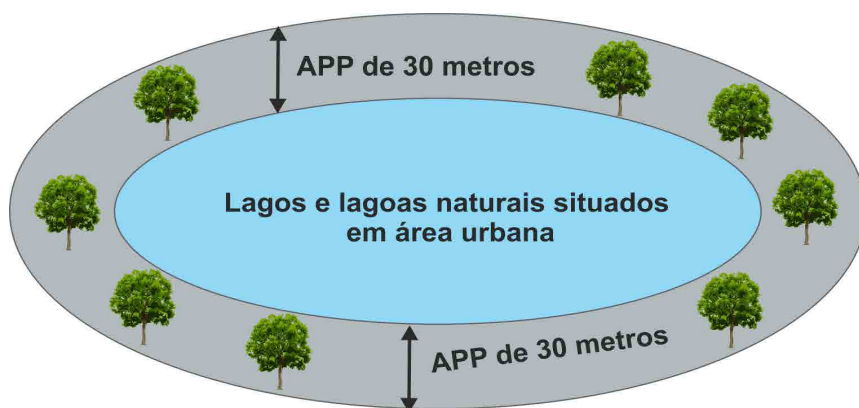 APP de 30 metros
Lagos e lagoas naturais situados
em área urbana
APP de 30 metros